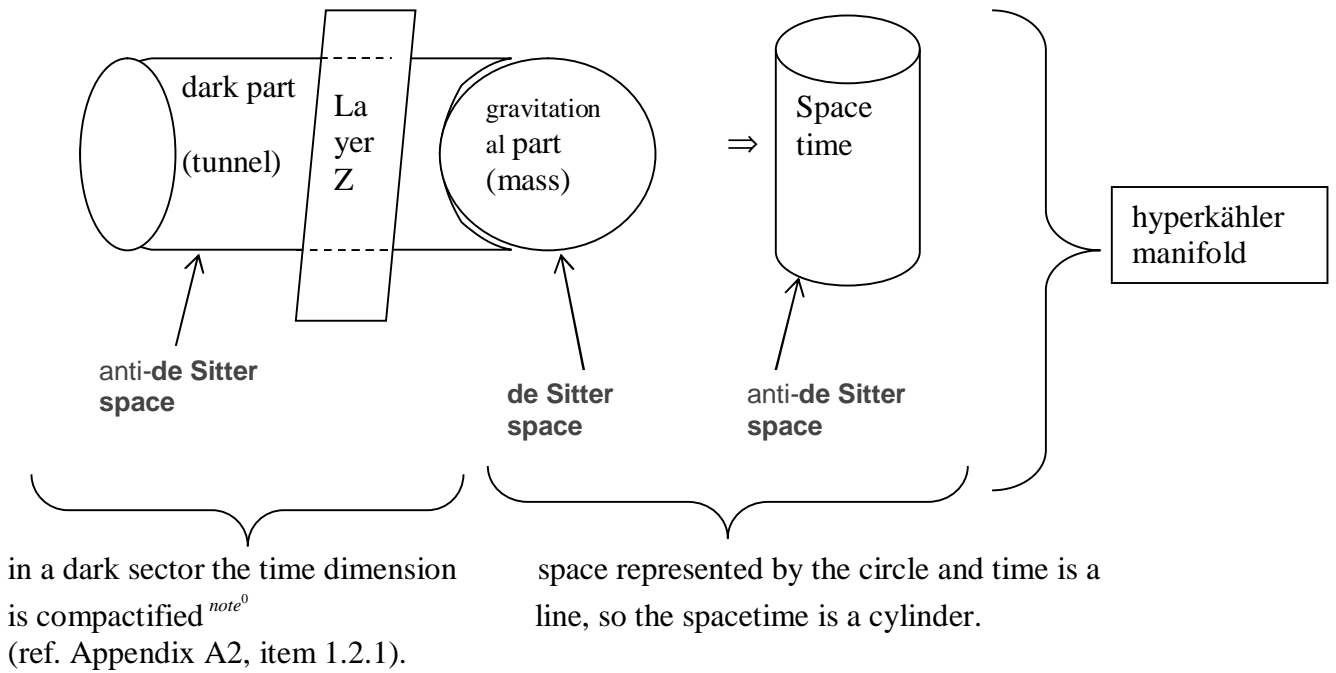 dark part
(tunnel)
La
yer
Z
gravitation
al part
(mass)
⇒
Space
time
hyperkähler
manifold
anti-de Sitter
space
de Sitter
space
anti-de Sitter
space
in a dark sector the time dimension
is compactified note⁰
(ref. Appendix A2, item 1.2.1).
space represented by the circle and time is a
line, so the spacetime is a cylinder.